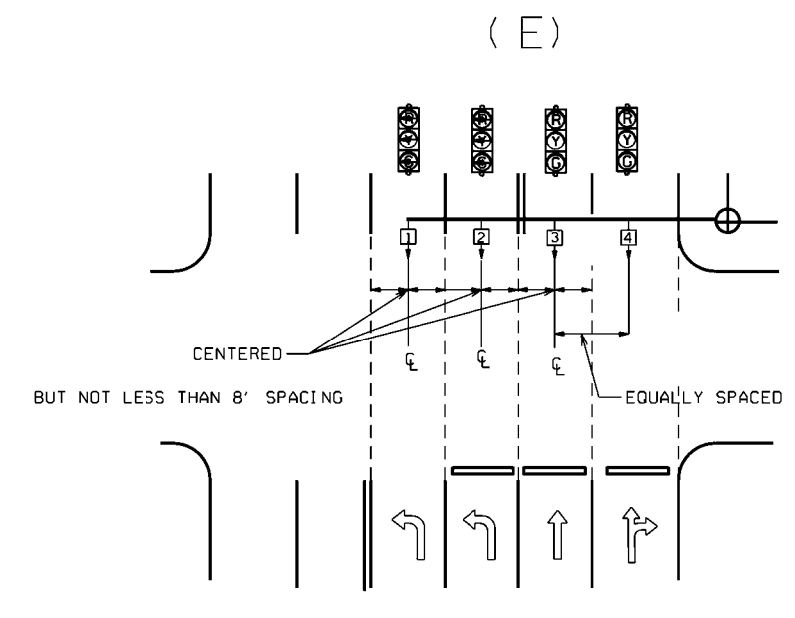 ( E )
R R R R
Y Y Y Y
G G G G
1 2 3 4
CENTERED
℄ ℄ ℄
BUT NOT LESS THAN 8' SPACING
EQUALLY SPACED